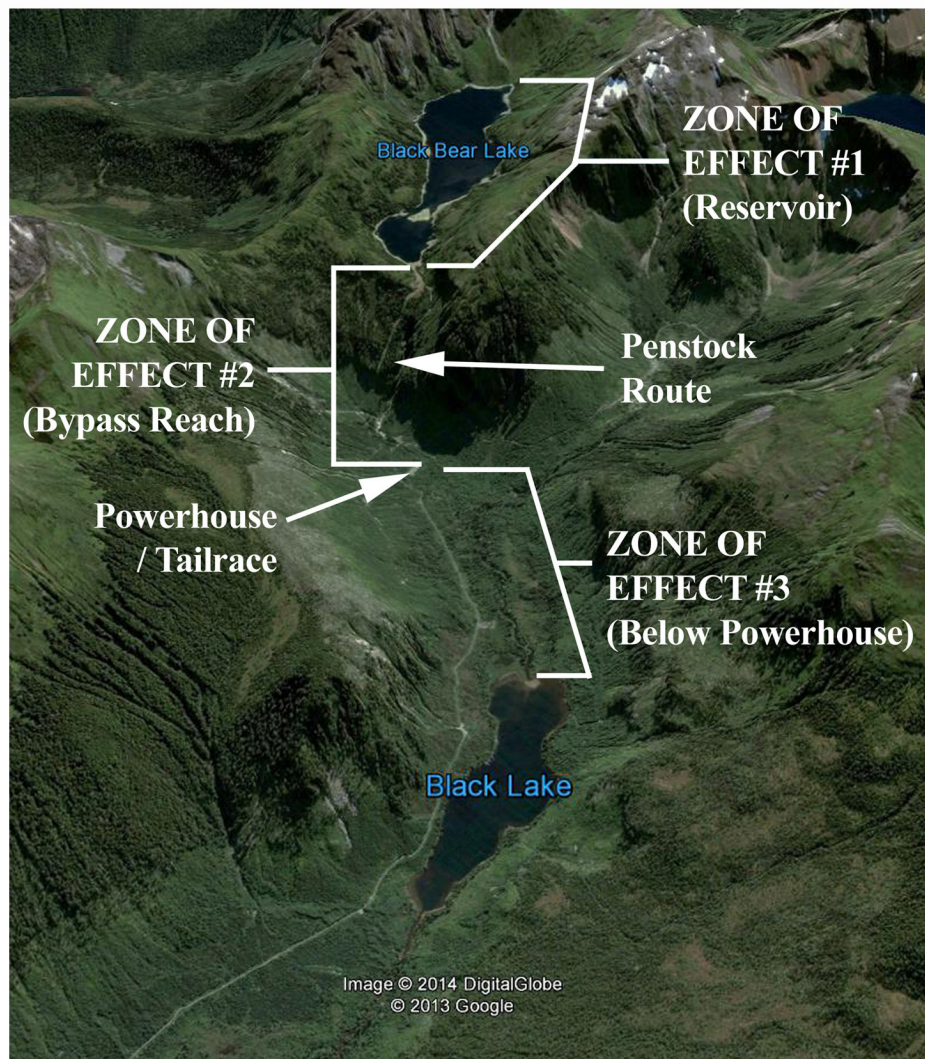 Black Bear Lake
ZONE OF
EFFECT #1
(Reservoir)
ZONE OF
EFFECT #2
(Bypass Reach)
Penstock
Route
Powerhouse
/ Tailrace
ZONE OF
EFFECT #3
(Below Powerhouse)
Black Lake
Image © 2014 DigitalGlobe
© 2013 Google